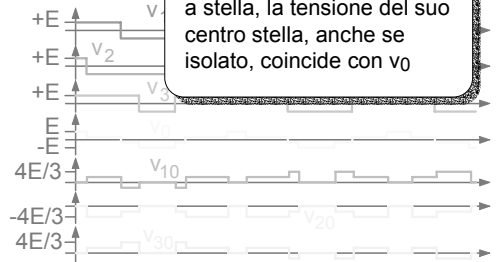 a stella, la tensione del suo
centro stella, anche se
isolato, coincide con v0
+E
v1
+E
v2
+E
v3
E
-E
v0
4E/3
v10
-4E/3
v20
4E/3
v30